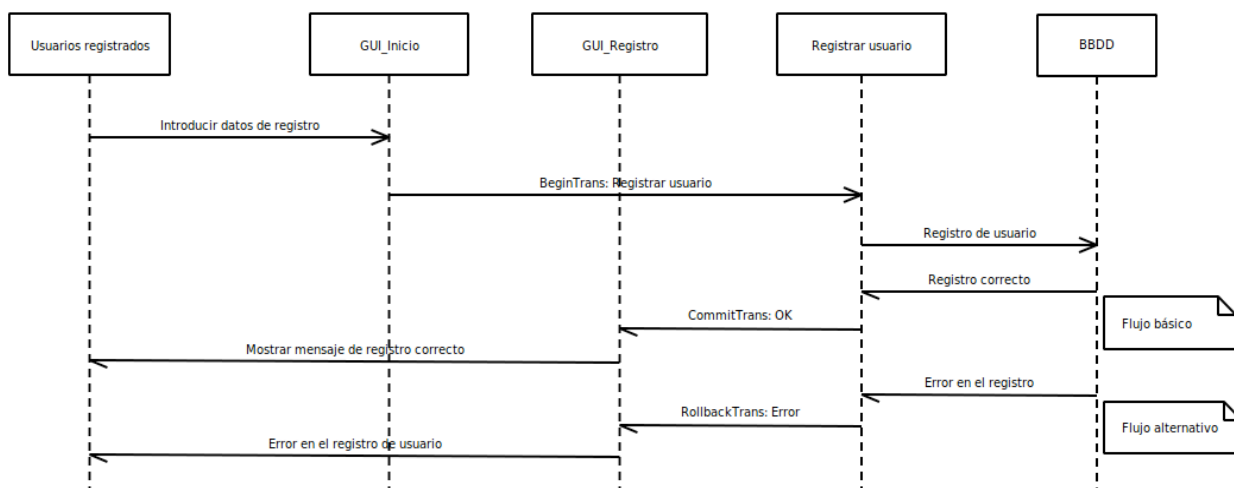 Usuarios registrados
GUI_Inicio
GUI_Registro
Registrar usuario
BBDD
Introducir datos de registro
BeginTrans: Registrar usuario
Registro de usuario
Registro correcto
CommitTrans: OK
Flujo básico
Mostrar mensaje de registro correcto
Error en el registro
RollbackTrans: Error
Flujo alternativo
Error en el registro de usuario